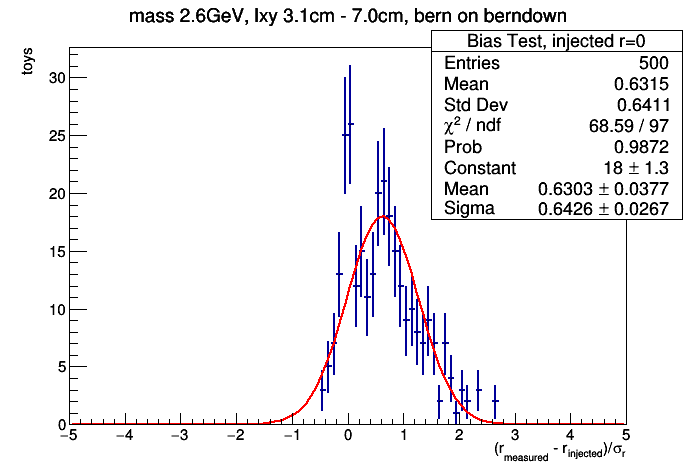 mass 2.6GeV, lxy 3.1cm - 7.0cm, bern on berndown
Bias Test, injected r=0
Entries 500
Mean 0.6315
Std Dev 0.6411
χ² / ndf 68.59 / 97
Prob 0.9872
Constant 18 ± 1.3
Mean 0.6303 ± 0.0377
Sigma 0.6426 ± 0.0267
toys
30
25
20
15
10
5
0
−5 −4 −3 −2 −1 0 1 2 3 4 5
(r_measured - r_injected)/σ_r